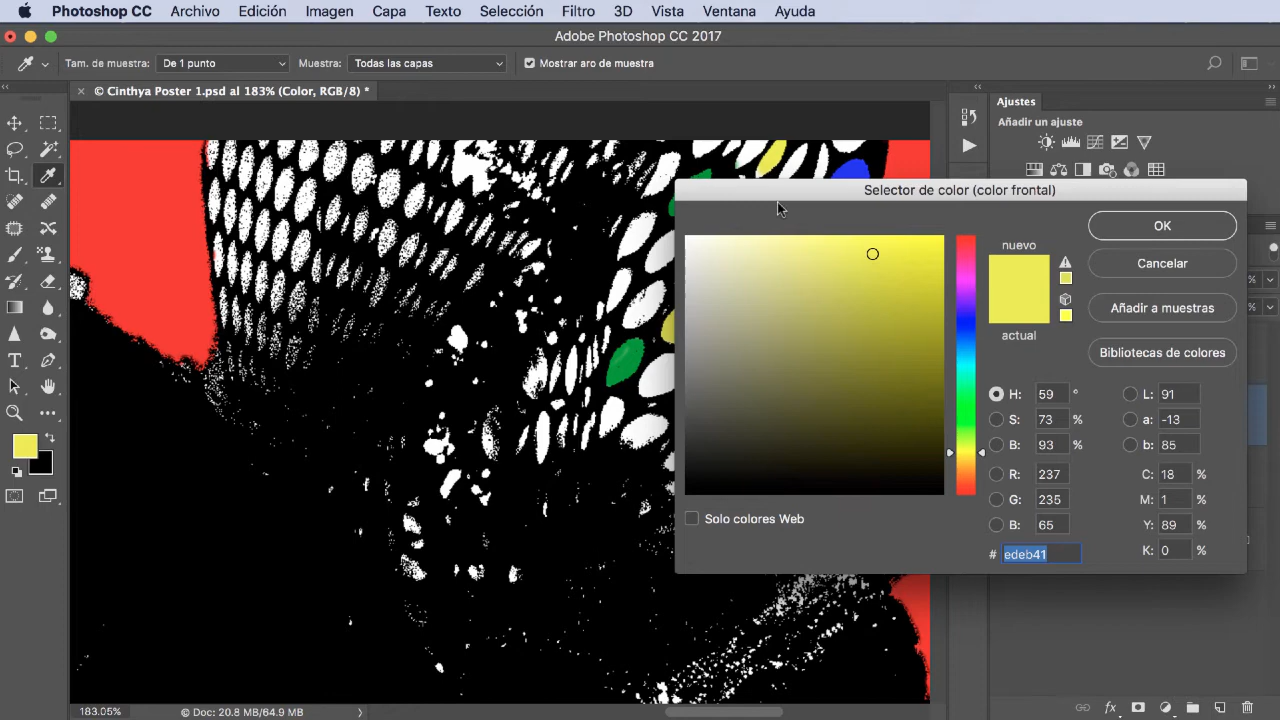 Photoshop CC Archivo Edición Imagen Capa Texto Selección Filtro 3D Vista Ventana Ayuda
Adobe Photoshop CC 2017
Tam. de muestra: De 1 punto Muestra: Todas las capas Mostrar aro de muestra
© Cinthya Poster 1.psd al 183% (Color, RGB/8) *
Ajustes
Añadir un ajuste
Selector de color (color frontal)
nuevo
actual
OK
Cancelar
Añadir a muestras
Bibliotecas de colores
H: 59 ° L: 91
S: 73 % a: -13
B: 93 % b: 85
R: 237 C: 18 %
G: 235 M: 1 %
B: 65 Y: 89 %
# edeb41 K: 0 %
Solo colores Web
%
%
183.05% © Doc: 20.8 MB/64.9 MB
fx